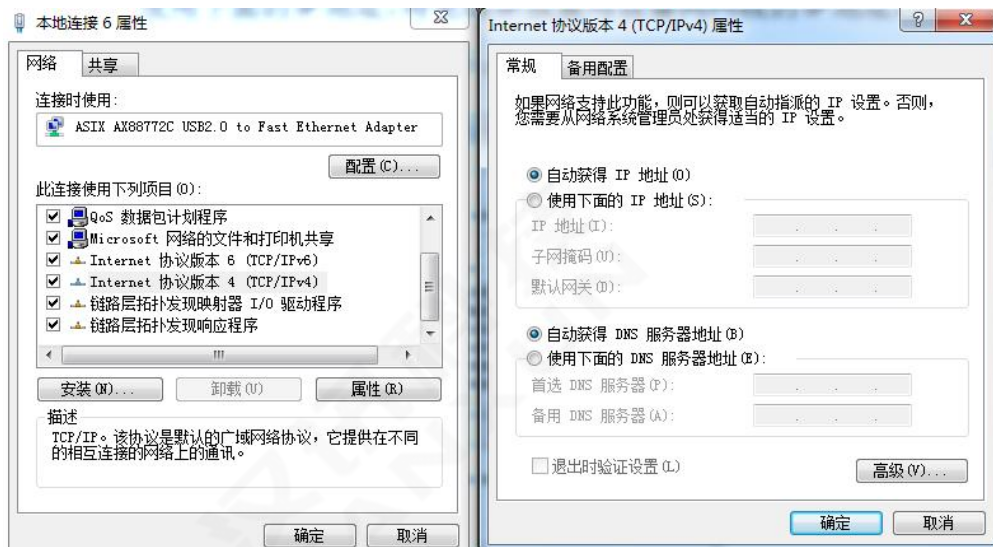 本地连接 6 属性
网络
共享
连接时使用:
ASIX AX88772C USB2.0 to Fast Ethernet Adapter
配置(C)...
此连接使用下列项目(O):
QoS 数据包计划程序
Microsoft 网络的文件和打印机共享
Internet 协议版本 6 (TCP/IPv6)
Internet 协议版本 4 (TCP/IPv4)
链路层拓扑发现映射器 I/O 驱动程序
链路层拓扑发现响应程序
安装(N)...
卸载(U)
属性(R)
描述
TCP/IP。该协议是默认的广域网络协议，它提供在不同
的相互连接的网络上的通讯。
确定
取消
Internet 协议版本 4 (TCP/IPv4) 属性
常规
备用配置
如果网络支持此功能，则可以获取自动指派的 IP 设置。否则，
您需要从网络系统管理员处获得适当的 IP 设置。
自动获得 IP 地址(O)
使用下面的 IP 地址(S):
IP 地址(I):
子网掩码(U):
默认网关(D):
自动获得 DNS 服务器地址(B)
使用下面的 DNS 服务器地址(E):
首选 DNS 服务器(P):
备用 DNS 服务器(A):
退出时验证设置(L)
高级(V)...
确定
取消